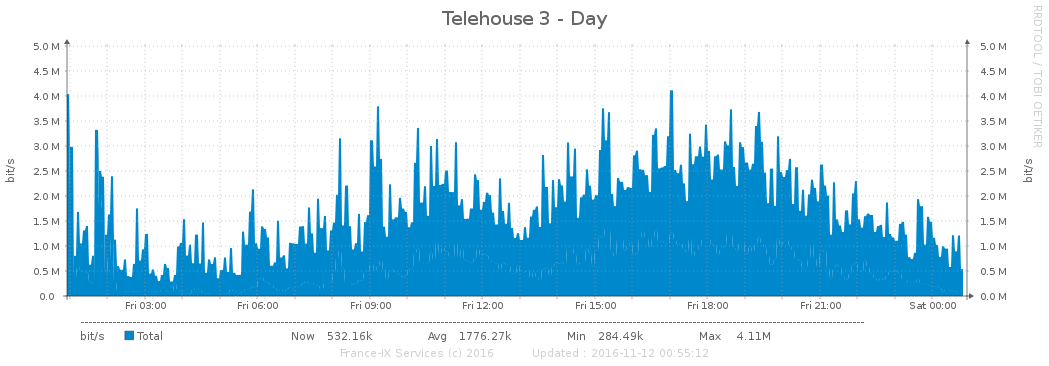 Telehouse 3 - Day
RRDTOOL / TOBI OETIKER
bit/s
bit/s
5.0 M 5.0 M
4.5 M 4.5 M
4.0 M 4.0 M
3.5 M 3.5 M
3.0 M 3.0 M
2.5 M 2.5 M
2.0 M 2.0 M
1.5 M 1.5 M
1.0 M 1.0 M
0.5 M 0.5 M
0.0 0.0 M
Fri 03:00 Fri 06:00 Fri 09:00 Fri 12:00 Fri 15:00 Fri 18:00 Fri 21:00 Sat 00:00
bit/s Total Now 532.16k Avg 1776.27k Min 284.49k Max 4.11M
France-IX Services (c) 2016 Updated : 2016-11-12 00:55:12